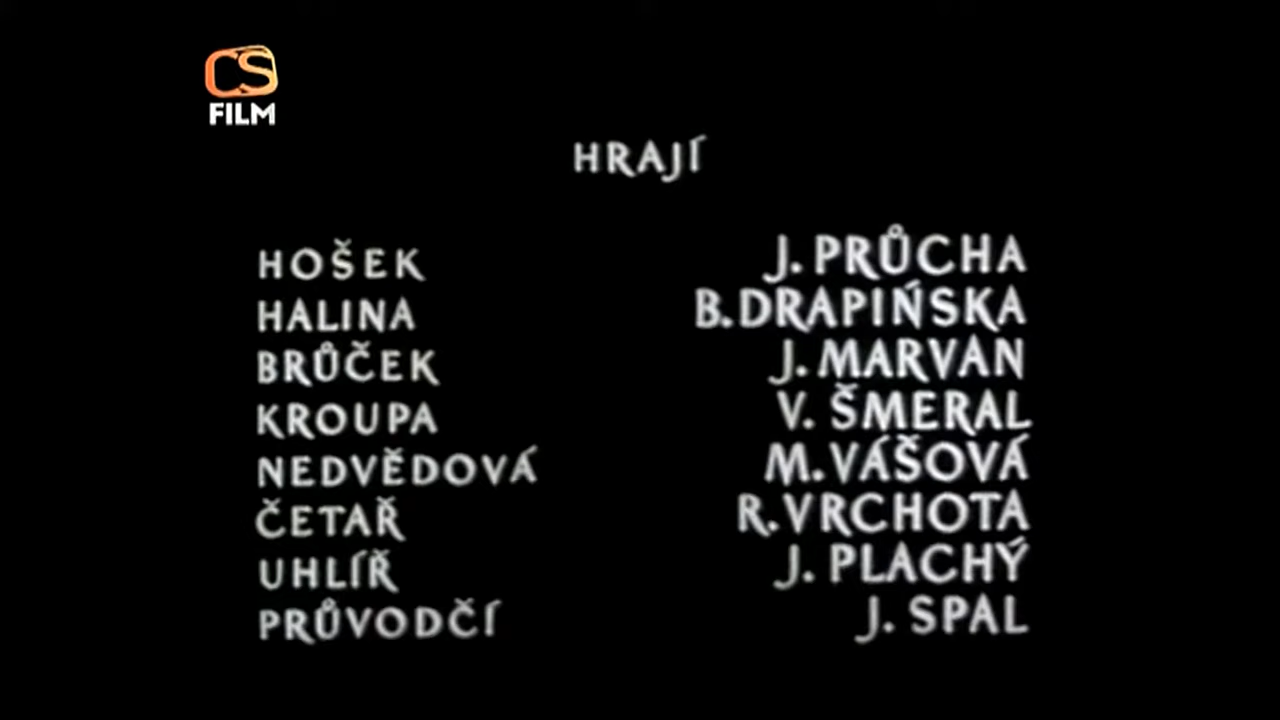 CS
FILM
HRAJÍ
HOŠEK J. PRŮCHA
HALINA B. DRAPIŃSKA
BRŮČEK J. MARVAN
KROUPA V. ŠMERAL
NEDVĚDOVÁ M. VÁŠOVÁ
ČETAŘ R. VRCHOTA
UHLÍŘ J. PLACHÝ
PRŮVODČÍ J. SPAL